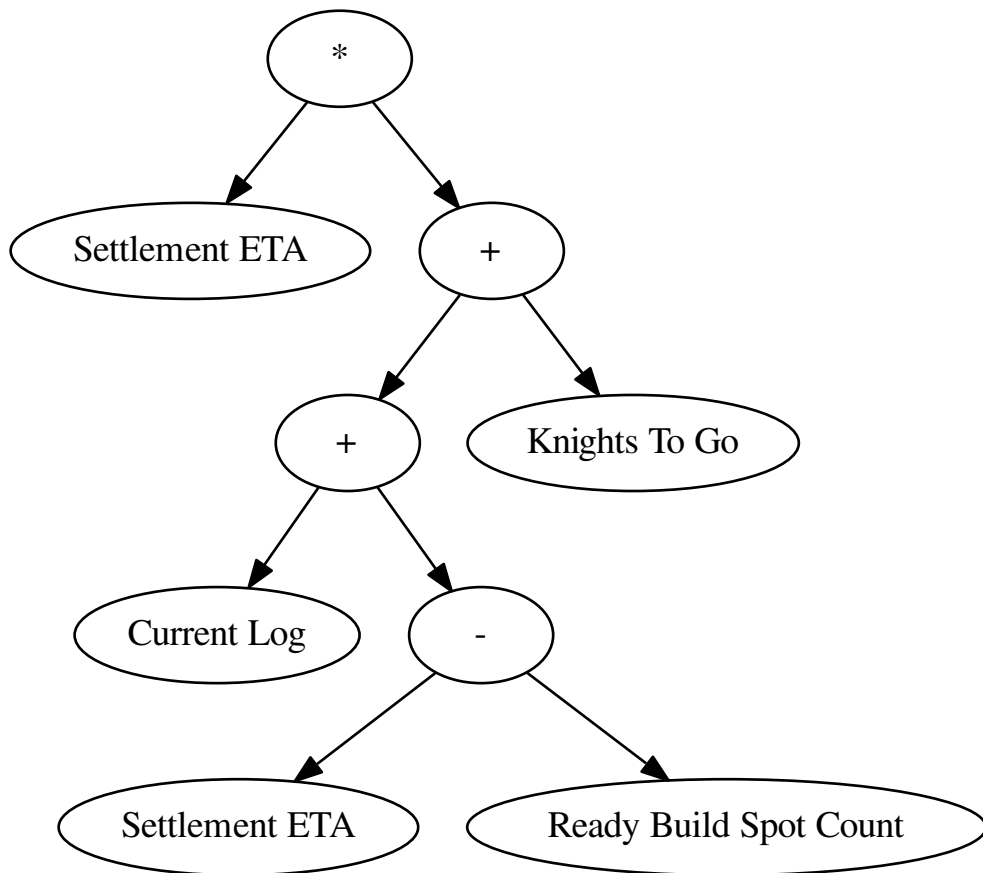 *
Settlement ETA
+
+
Knights To Go
Current Log
-
Settlement ETA
Ready Build Spot Count